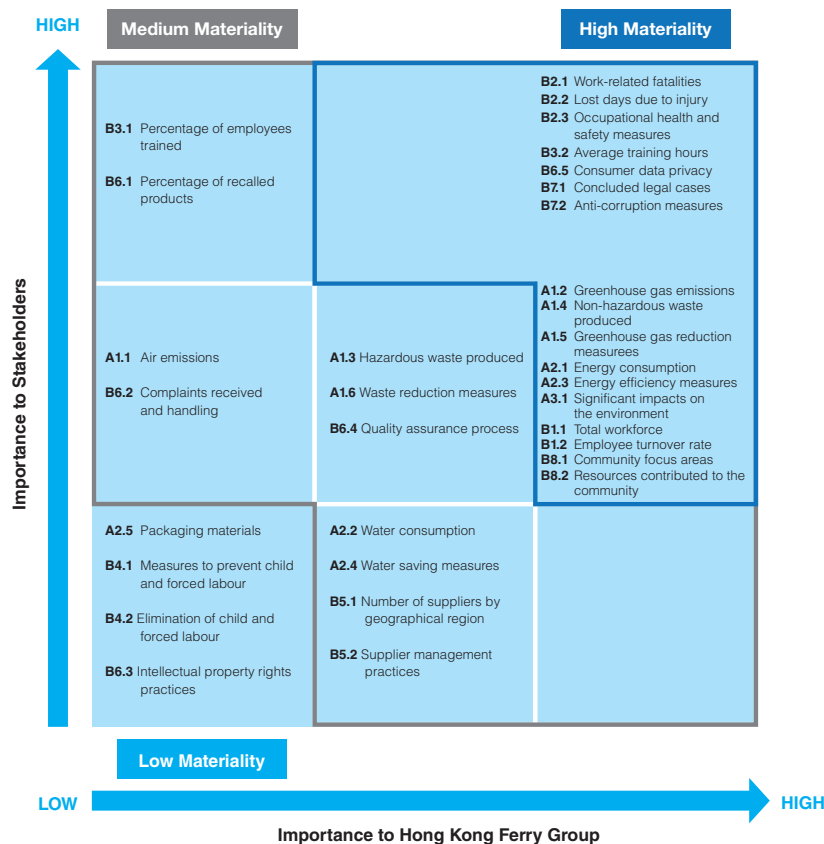 HIGH
Medium Materiality
High Materiality
B3.1 Percentage of employees
trained
B6.1 Percentage of recalled
products
B2.1 Work-related fatalities
B2.2 Lost days due to injury
B2.3 Occupational health and
safety measures
B3.2 Average training hours
B6.5 Consumer data privacy
B7.1 Concluded legal cases
B7.2 Anti-corruption measures
Importance to Stakeholders
A1.1 Air emissions
B6.2 Complaints received
and handling
A1.3 Hazardous waste produced
A1.6 Waste reduction measures
B6.4 Quality assurance process
A1.2 Greenhouse gas emissions
A1.4 Non-hazardous waste
produced
A1.5 Greenhouse gas reduction
measurees
A2.1 Energy consumption
A2.3 Energy efficiency measures
A3.1 Significant impacts on
the environment
B1.1 Total workforce
B1.2 Employee turnover rate
B8.1 Community focus areas
B8.2 Resources contributed to the
community
A2.5 Packaging materials
B4.1 Measures to prevent child
and forced labour
B4.2 Elimination of child and
forced labour
B6.3 Intellectual property rights
practices
A2.2 Water consumption
A2.4 Water saving measures
B5.1 Number of suppliers by
geographical region
B5.2 Supplier management
practices
Low Materiality
LOW
HIGH
Importance to Hong Kong Ferry Group